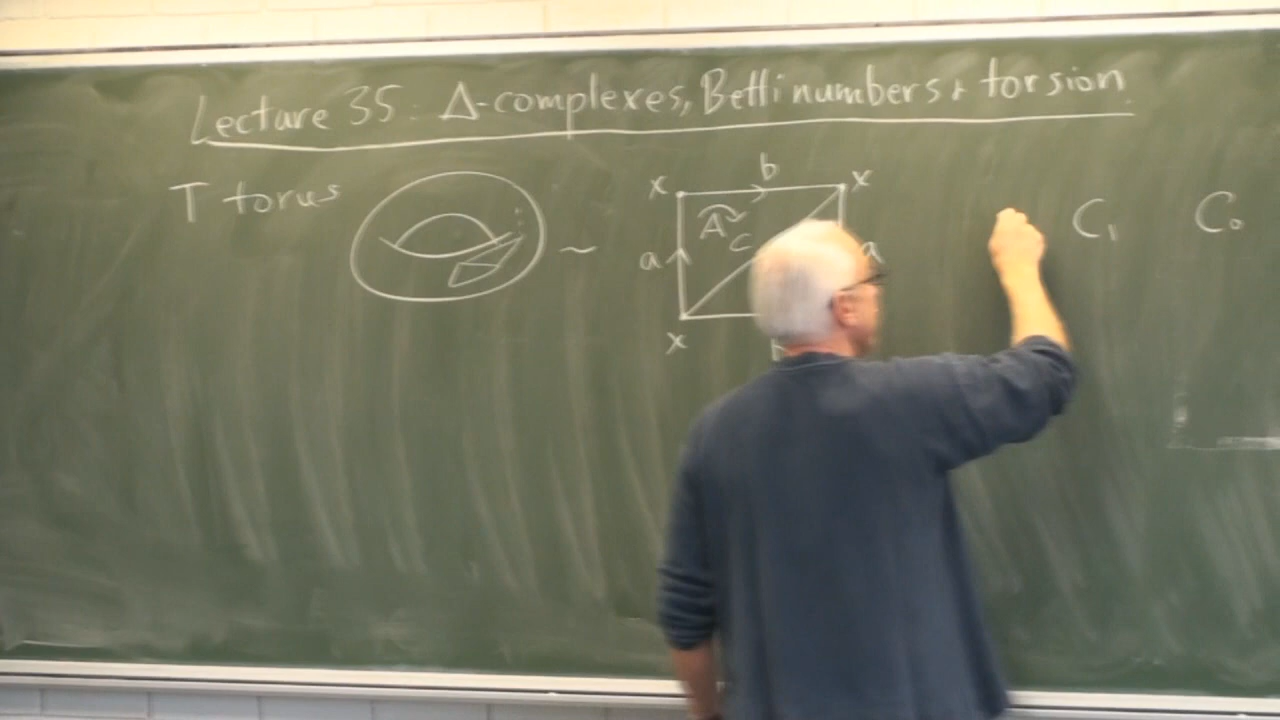 Lecture 35: Δ-complexes, Betti numbers + torsion
T torus
~
x b x
A
c
a a
x
C₁ C₀